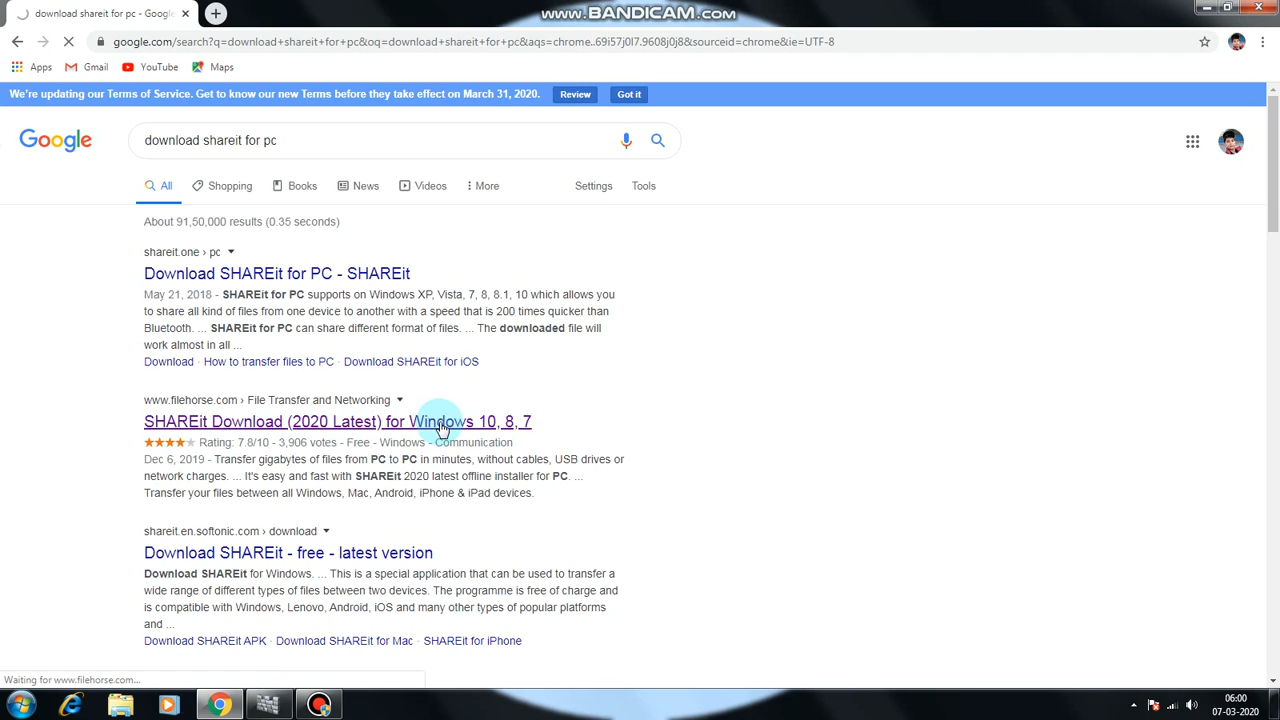 download shareit for pc - Google
www.BANDICAM.com
google.com/search?q=download+shareit+for+pc&oq=download+shareit+for+pc&aqs=chrome..69i57j0l7.9608j0j8&sourceid=chrome&ie=UTF-8
Apps Gmail YouTube Maps
We're updating our Terms of Service. Get to know our new Terms before they take effect on March 31, 2020. Review Got it
Google download shareit for pc
All Shopping Books News Videos More Settings Tools
About 91,50,000 results (0.35 seconds)
shareit.one › pc
Download SHAREit for PC - SHAREit
May 21, 2018 - SHAREit for PC supports on Windows XP, Vista, 7, 8, 8.1, 10 which allows you
to share all kind of files from one device to another with a speed that is 200 times quicker than
Bluetooth. ... SHAREit for PC can share different format of files. ... The downloaded file will
work almost in all ...
Download · How to transfer files to PC · Download SHAREit for iOS
www.filehorse.com › File Transfer and Networking
SHAREit Download (2020 Latest) for Windows 10, 8, 7
Rating: 7.8/10 - 3,906 votes - Free - Windows - Communication
Dec 6, 2019 - Transfer gigabytes of files from PC to PC in minutes, without cables, USB drives or
network charges. ... It's easy and fast with SHAREit 2020 latest offline installer for PC. ...
Transfer your files between all Windows, Mac, Android, iPhone & iPad devices.
shareit.en.softonic.com › download
Download SHAREit - free - latest version
Download SHAREit for Windows. ... This is a special application that can be used to transfer a
wide range of different types of files between two devices. The programme is free of charge and
is compatible with Windows, Lenovo, Android, iOS and many other types of popular platforms
and ...
Download SHAREit APK · Download SHAREit for Mac · SHAREit for iPhone
Waiting for www.filehorse.com...
06:00
07-03-2020